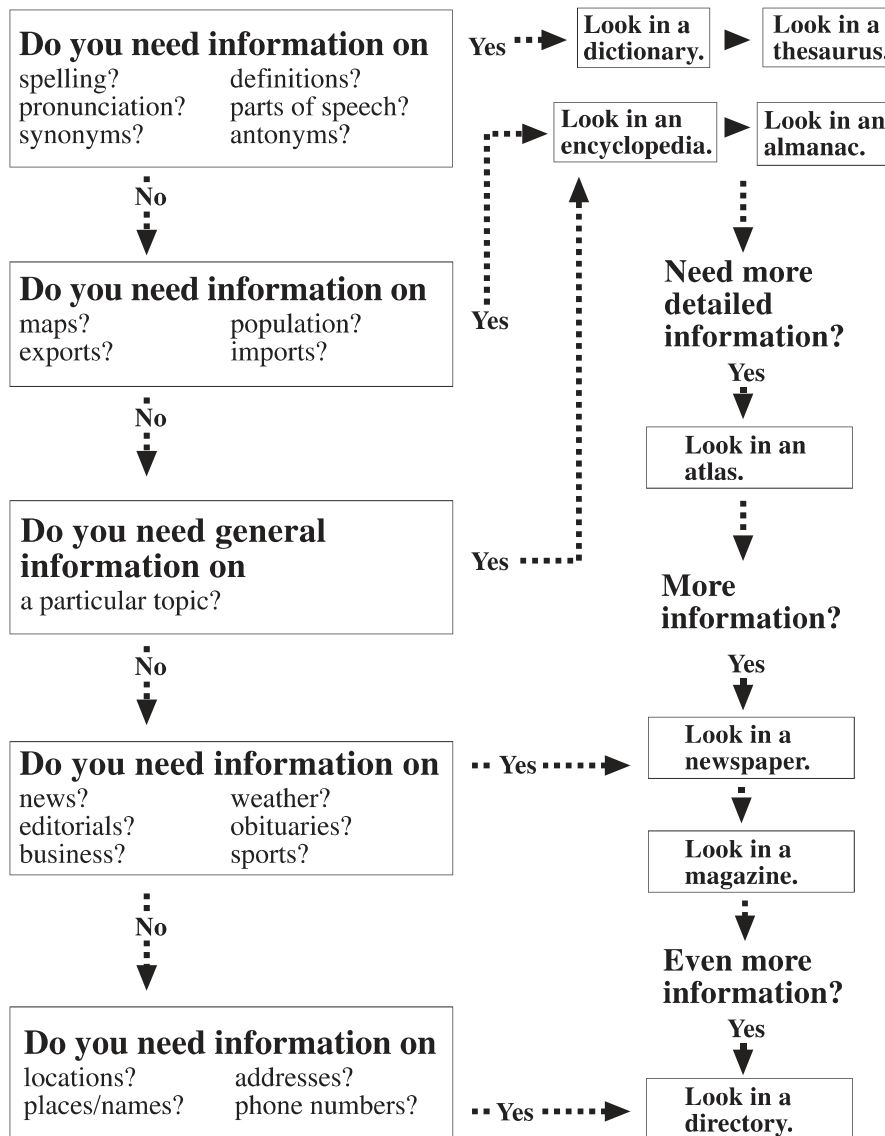 Do you need information on
spelling? definitions?
pronunciation? parts of speech?
synonyms? antonyms?
Yes
Look in a
dictionary.
Look in a
thesaurus.
No
Look in an
encyclopedia.
Look in an
almanac.
Do you need information on
maps? population?
exports? imports?
Yes
Need more
detailed
information?
Yes
Look in an
atlas.
No
Do you need general
information on
a particular topic?
Yes
More
information?
Yes
No
Do you need information on
news? weather?
editorials? obituaries?
business? sports?
Yes
Look in a
newspaper.
Look in a
magazine.
No
Even more
information?
Yes
Do you need information on
locations? addresses?
places/names? phone numbers?
Yes
Look in a
directory.